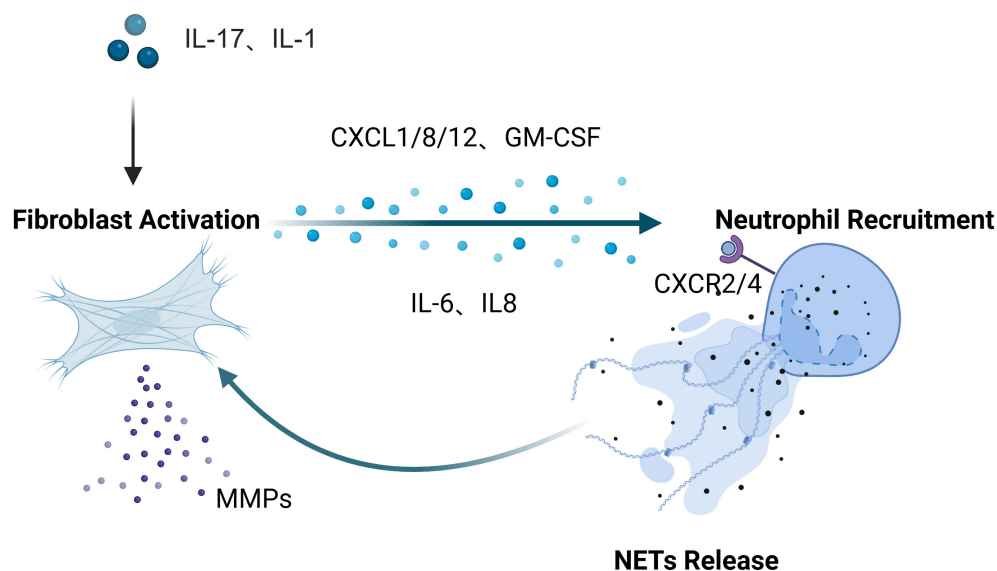 IL-17、IL-1
CXCL1/8/12、GM-CSF
Fibroblast Activation
Neutrophil Recruitment
CXCR2/4
IL-6、IL8
MMPs
NETs Release